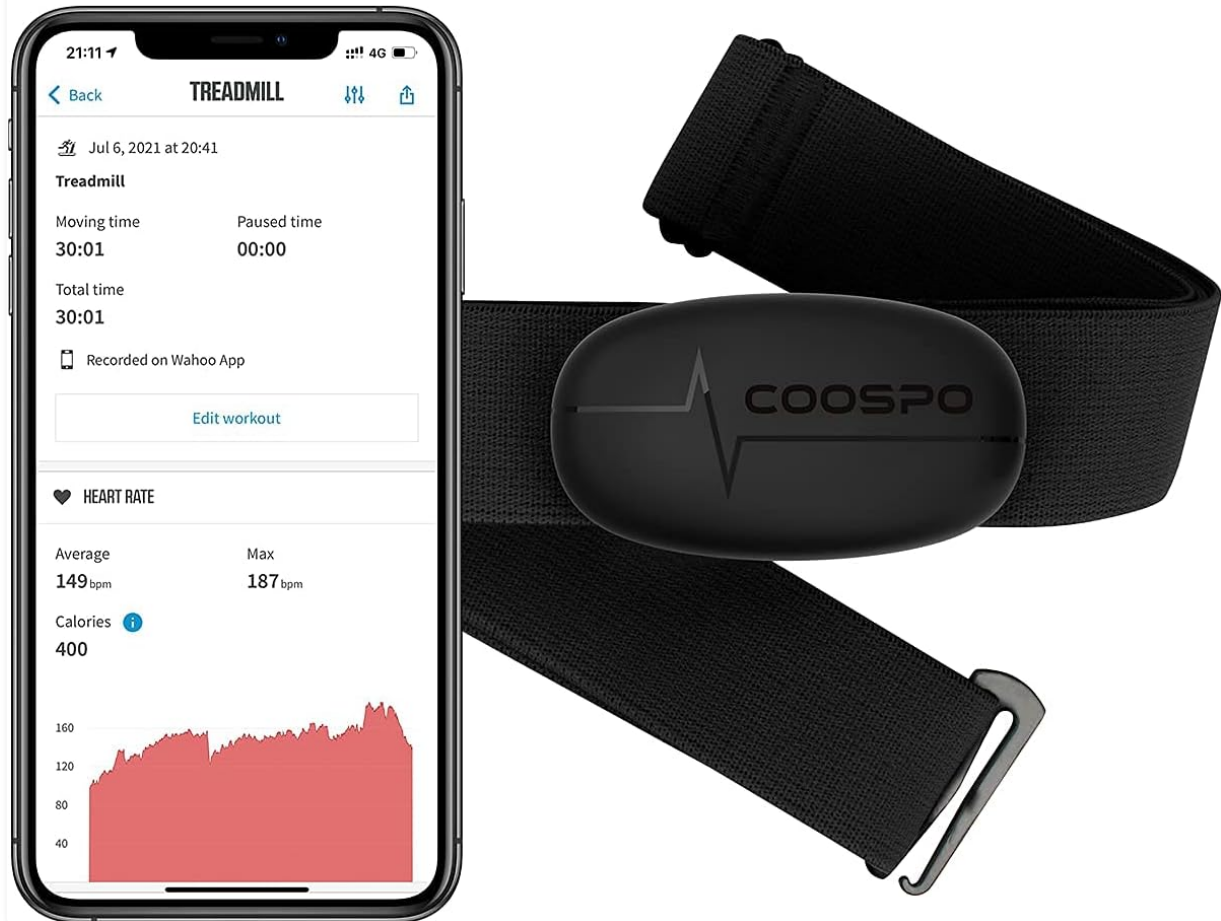 21:11 4G
Back TREADMILL
Jul 6, 2021 at 20:41
Treadmill
Moving time Paused time
30:01 00:00
Total time
30:01
Recorded on Wahoo App
Edit workout
HEART RATE
Average Max
149 bpm 187 bpm
Calories i
400
160
120
80
40
COOSPO